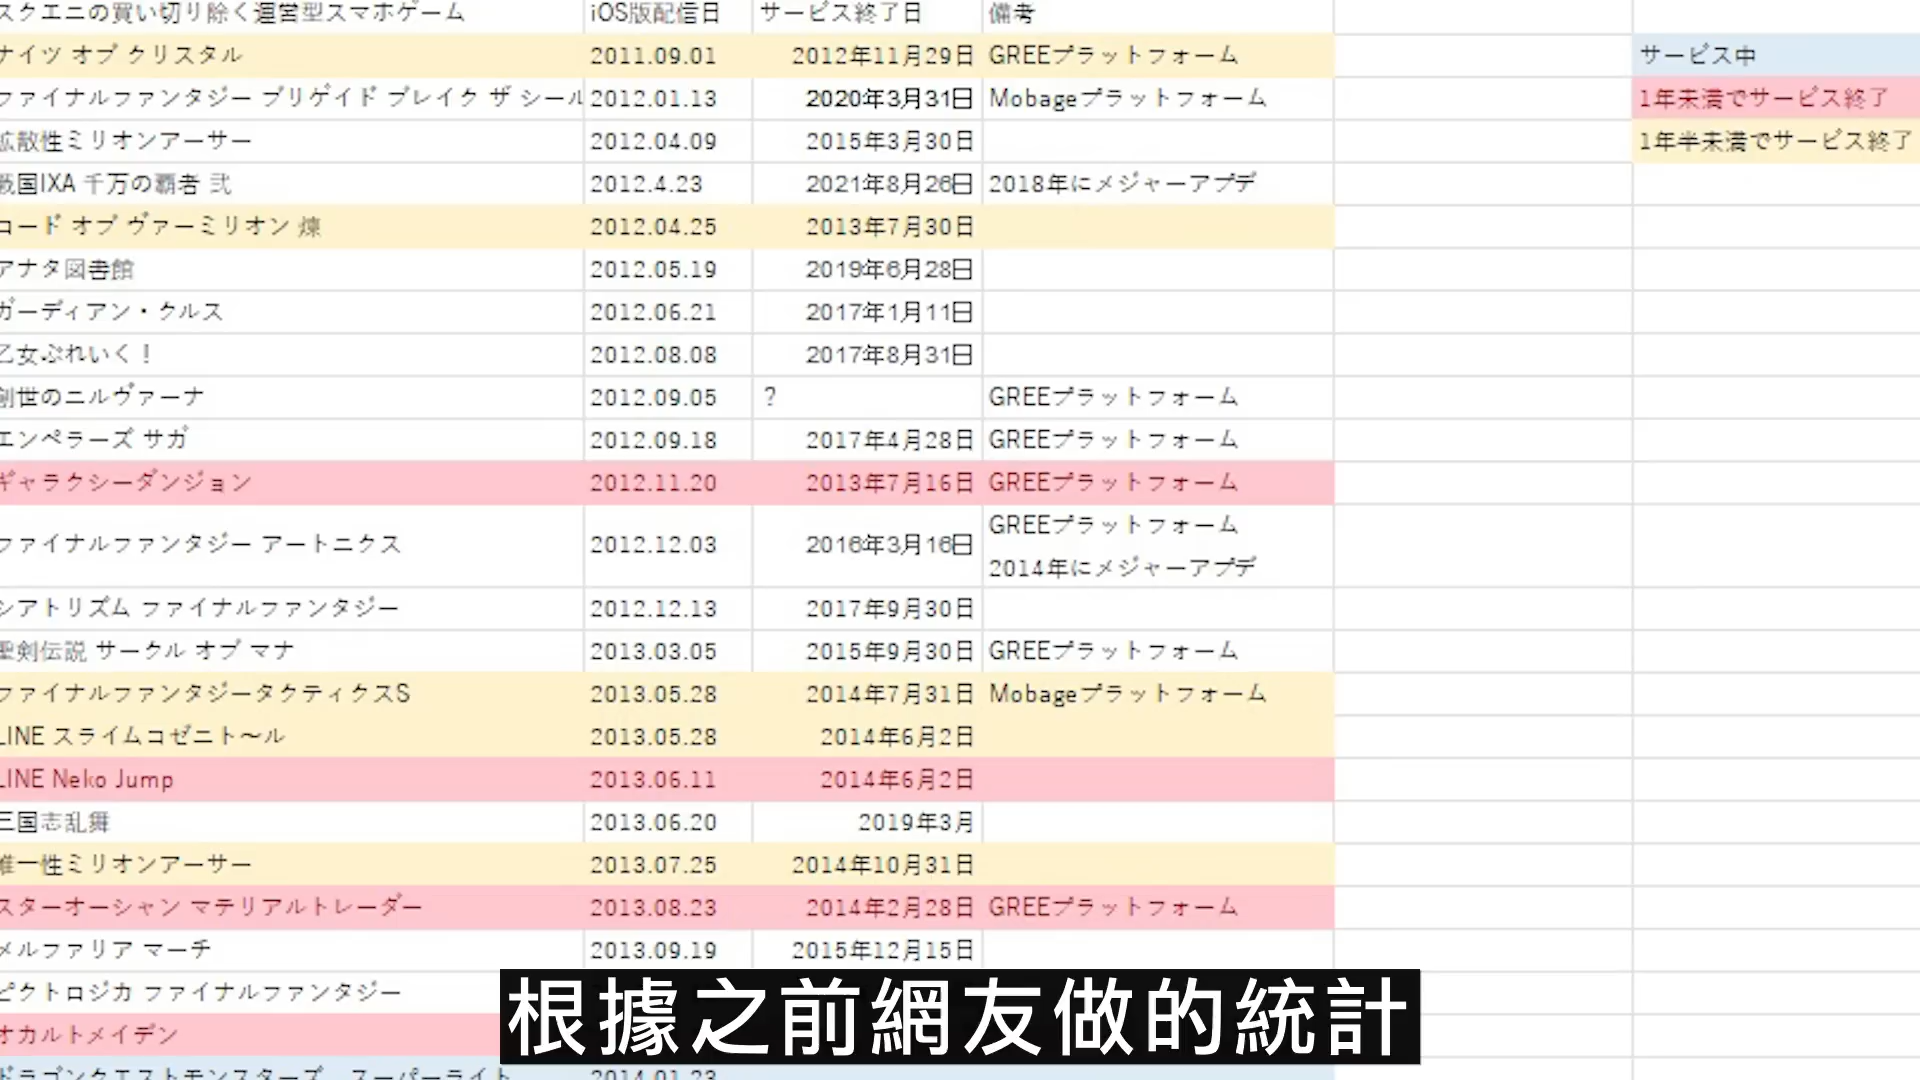 スクエニの買い切り除く運営型スマホゲーム iOS版配信日 サービス終了日 備考
ナイツ オブ クリスタル 2011.09.01 2012年11月29日 GREEプラットフォーム サービス中
ファイナルファンタジー ブリゲイド ブレイク ザ シール 2012.01.13 2020年3月31日 Mobageプラットフォーム 1年未満でサービス終了
拡散性ミリオンアーサー 2012.04.09 2015年3月30日 1年半未満でサービス終了
戦国IXA 千万の覇者 弐 2012.4.23 2021年8月26日 2018年にメジャーアプデ
ロード オブ ヴァーミリオン 煉 2012.04.25 2013年7月30日
アナタ図書館 2012.05.19 2019年6月28日
ガーディアン・クルス 2012.06.21 2017年1月11日
乙女ぶれいく! 2012.08.08 2017年8月31日
創世のニルヴァーナ 2012.09.05 ? GREEプラットフォーム
エンペラーズ サガ 2012.09.18 2017年4月28日 GREEプラットフォーム
ギャラクシーダンジョン 2012.11.20 2013年7月16日 GREEプラットフォーム
ファイナルファンタジー アートニクス 2012.12.03 2016年3月16日 GREEプラットフォーム
2014年にメジャーアプデ
シアトリズム ファイナルファンタジー 2012.12.13 2017年9月30日
聖剣伝説 サークル オブ マナ 2013.03.05 2015年9月30日 GREEプラットフォーム
ファイナルファンタジータクティクスS 2013.05.28 2014年7月31日 Mobageプラットフォーム
LINE スライムコゼニト〜ル 2013.05.28 2014年6月2日
LINE Neko Jump 2013.06.11 2014年6月2日
三国志乱舞 2013.06.20 2019年3月
唯一性ミリオンアーサー 2013.07.25 2014年10月31日
スターオーシャン マテリアルトレーダー 2013.08.23 2014年2月28日 GREEプラットフォーム
メルファリア マーチ 2013.09.19 2015年12月15日
ピクトロジカ ファイナルファンタジー
オカルトメイデン
ドラゴンクエストモンスターズ スーパーライト 2014.01.23
根據之前網友做的統計